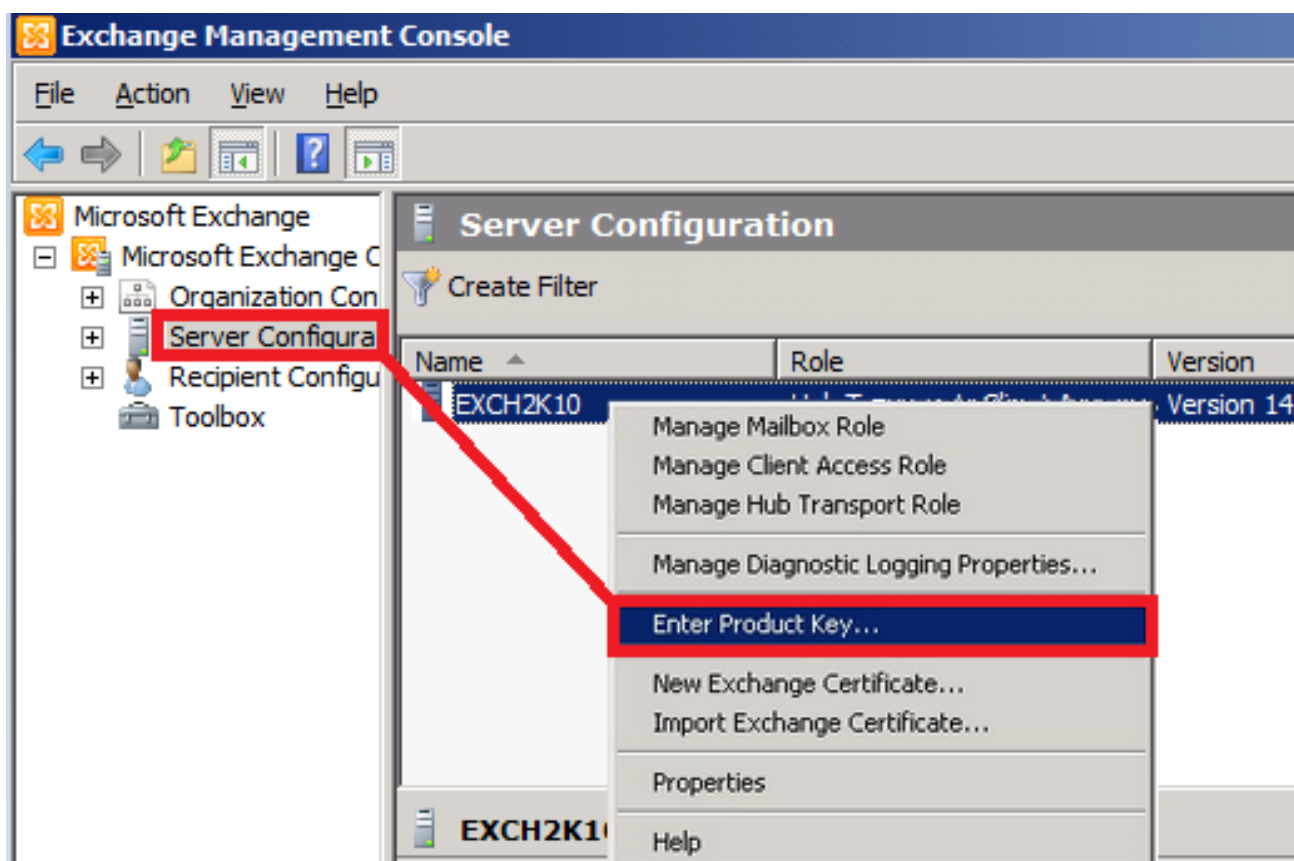 Exchange Management Console
File Action View Help
Microsoft Exchange
Microsoft Exchange C
Organization Con
Server Configura
Recipient Configu
Toolbox
Server Configuration
Create Filter
Name Role Version
EXCH2K10 Version 14
Manage Mailbox Role
Manage Client Access Role
Manage Hub Transport Role
Manage Diagnostic Logging Properties...
Enter Product Key...
New Exchange Certificate...
Import Exchange Certificate...
Properties
Help
EXCH2K10